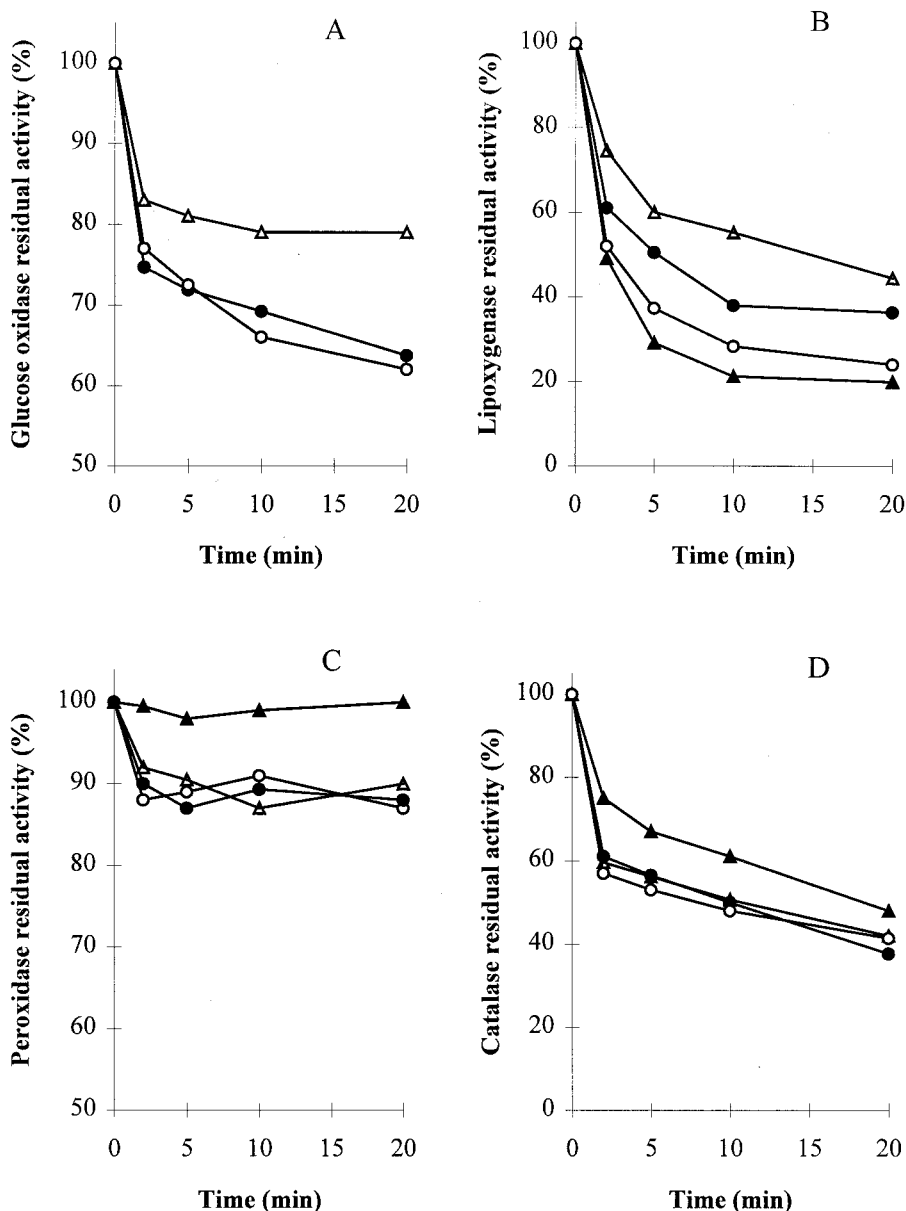 A
Glucose oxidase residual activity (%)
100
90
80
70
60
50
0 5 10 15 20
Time (min)
B
Lipoxygenase residual activity (%)
100
80
60
40
20
0
0 5 10 15 20
Time (min)
C
Peroxidase residual activity (%)
100
90
80
70
60
50
0 5 10 15 20
Time (min)
D
Catalase residual activity (%)
100
80
60
40
20
0
0 5 10 15 20
Time (min)